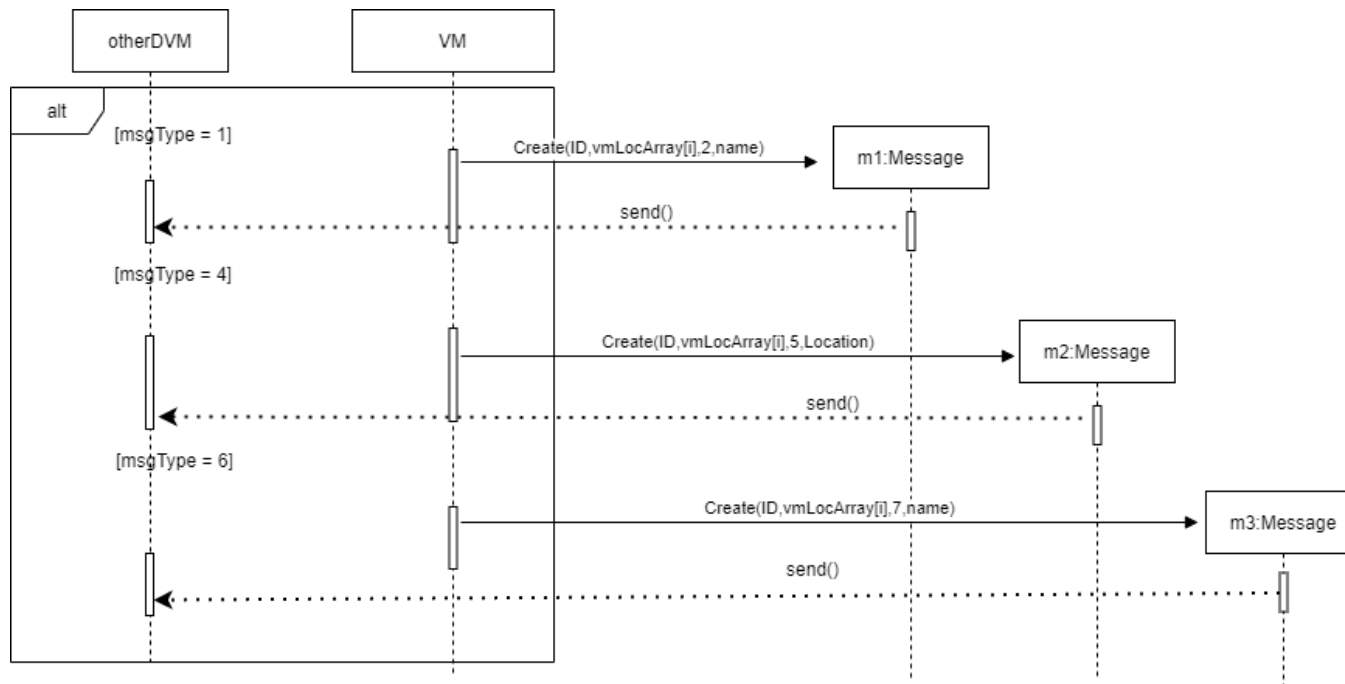 otherDVM
VM
alt
[msgType = 1]
Create(ID,vmLocArray[i],2,name)
m1:Message
send()
[msgType = 4]
Create(ID,vmLocArray[i],5,Location)
m2:Message
send()
[msgType = 6]
Create(ID,vmLocArray[i],7,name)
m3:Message
send()